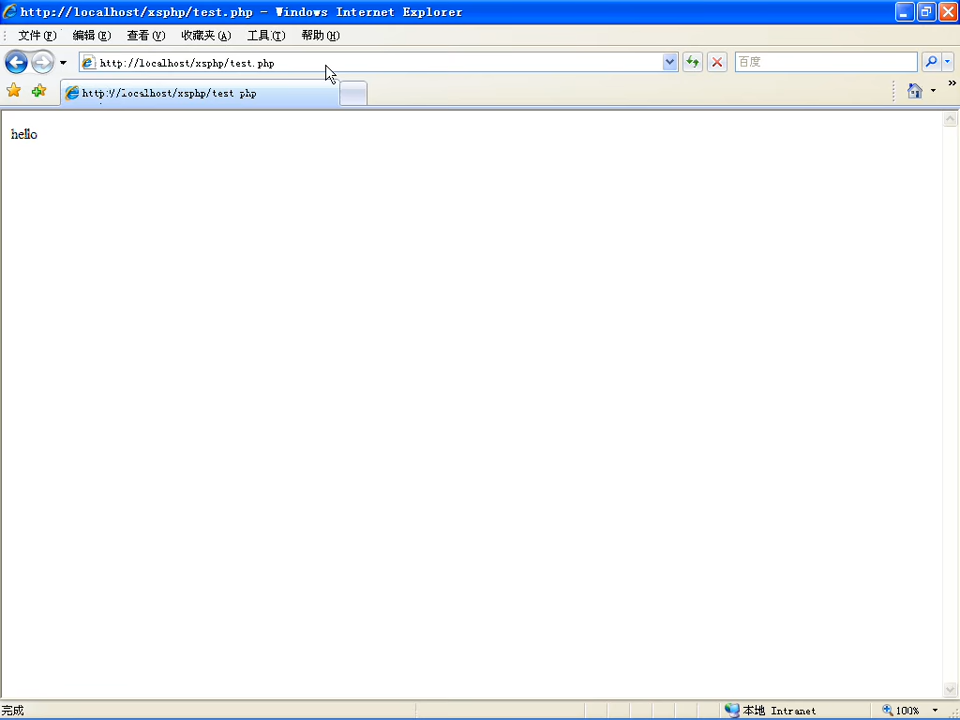 http://localhost/xsphp/test.php - Windows Internet Explorer
文件(F) 编辑(E) 查看(V) 收藏夹(A) 工具(T) 帮助(H)
http://localhost/xsphp/test.php 百度
http://localhost/xsphp/test php
hello
完成 本地 Intranet 100%